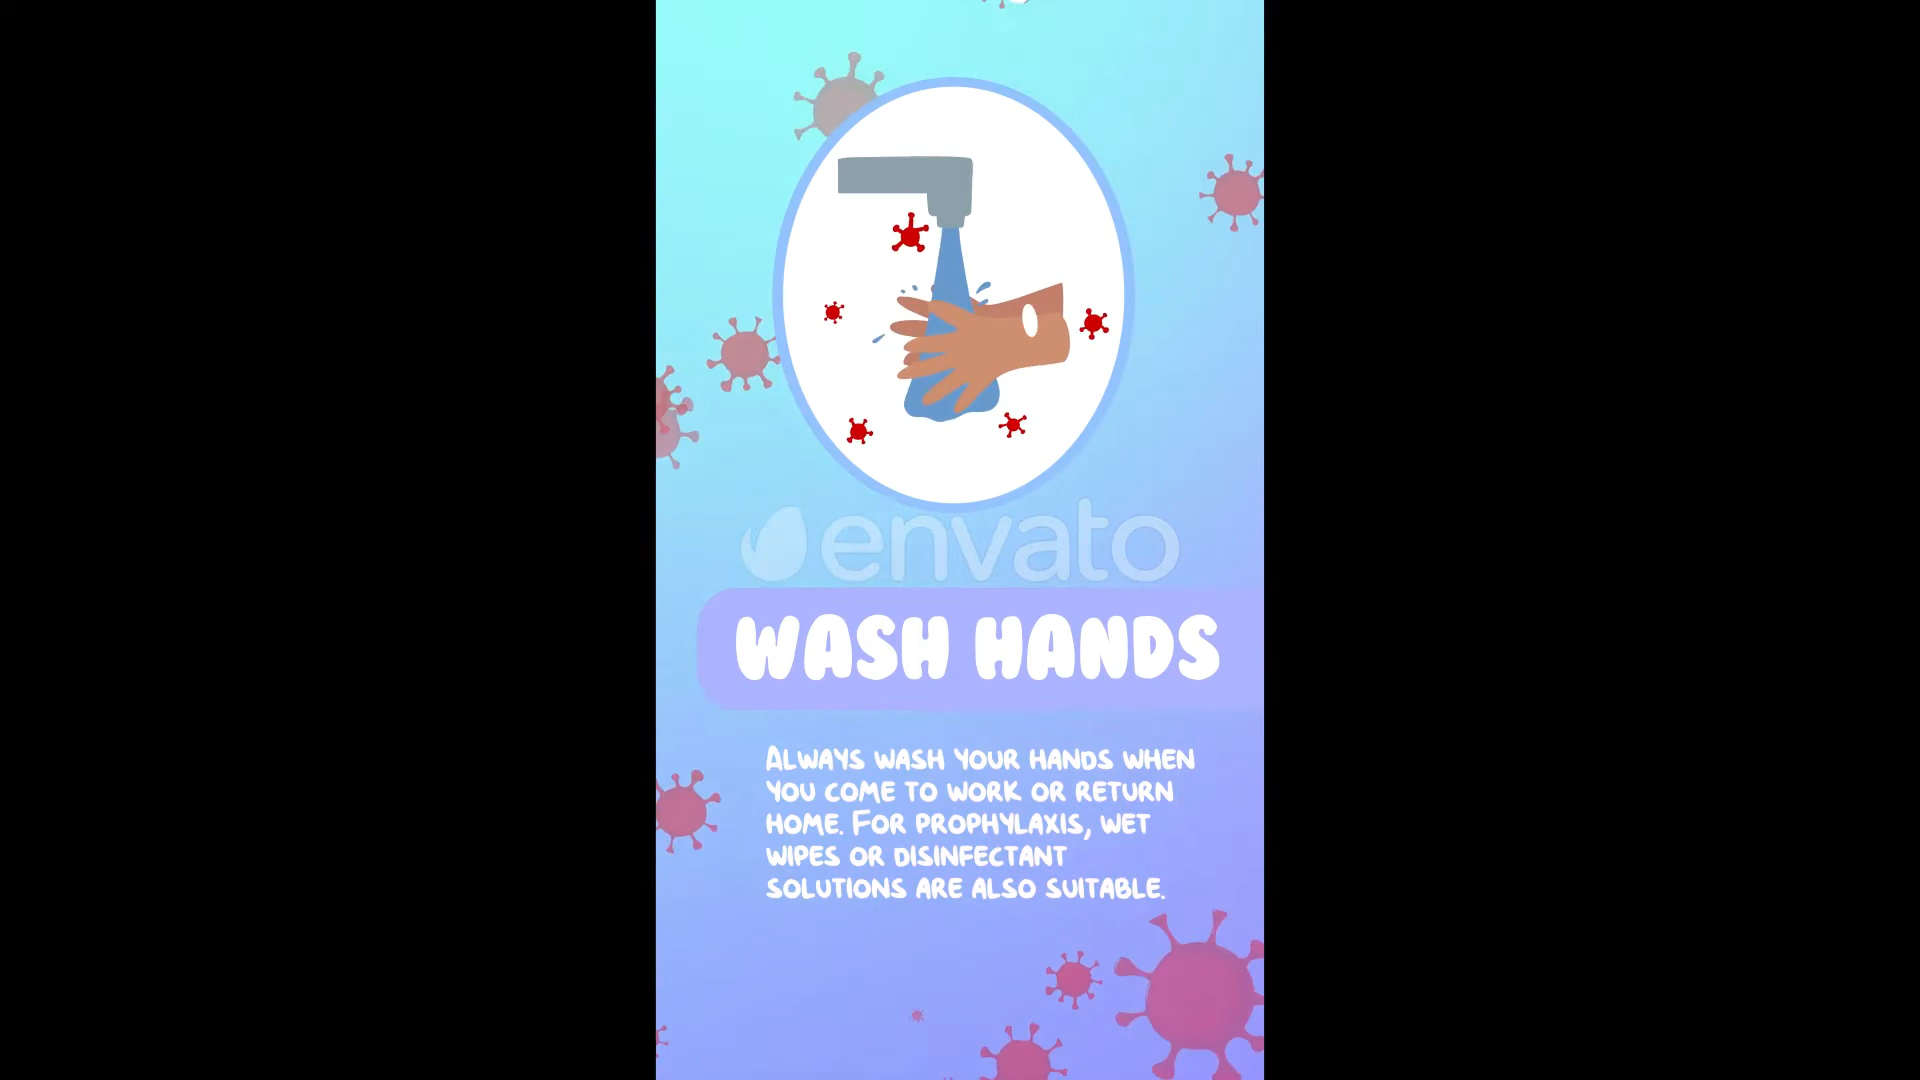 envato
WASH HANDS
ALWAYS WASH YOUR HANDS WHEN
YOU COME TO WORK OR RETURN
HOME. FOR PROPHYLAXIS, WET
WIPES OR DISINFECTANT
SOLUTIONS ARE ALSO SUITABLE.